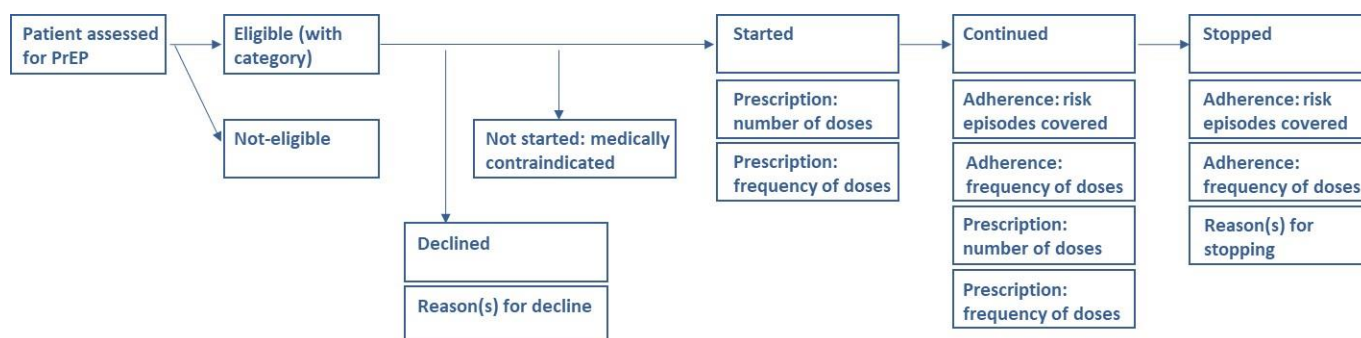 Patient assessed
for PrEP
Eligible (with
category)
Not-eligible
Not started: medically
contraindicated
Declined
Reason(s) for decline
Started
Prescription:
number of doses
Prescription:
frequency of doses
Continued
Adherence: risk
episodes covered
Adherence:
frequency of doses
Prescription:
number of doses
Prescription:
frequency of doses
Stopped
Adherence: risk
episodes covered
Adherence:
frequency of doses
Reason(s) for
stopping